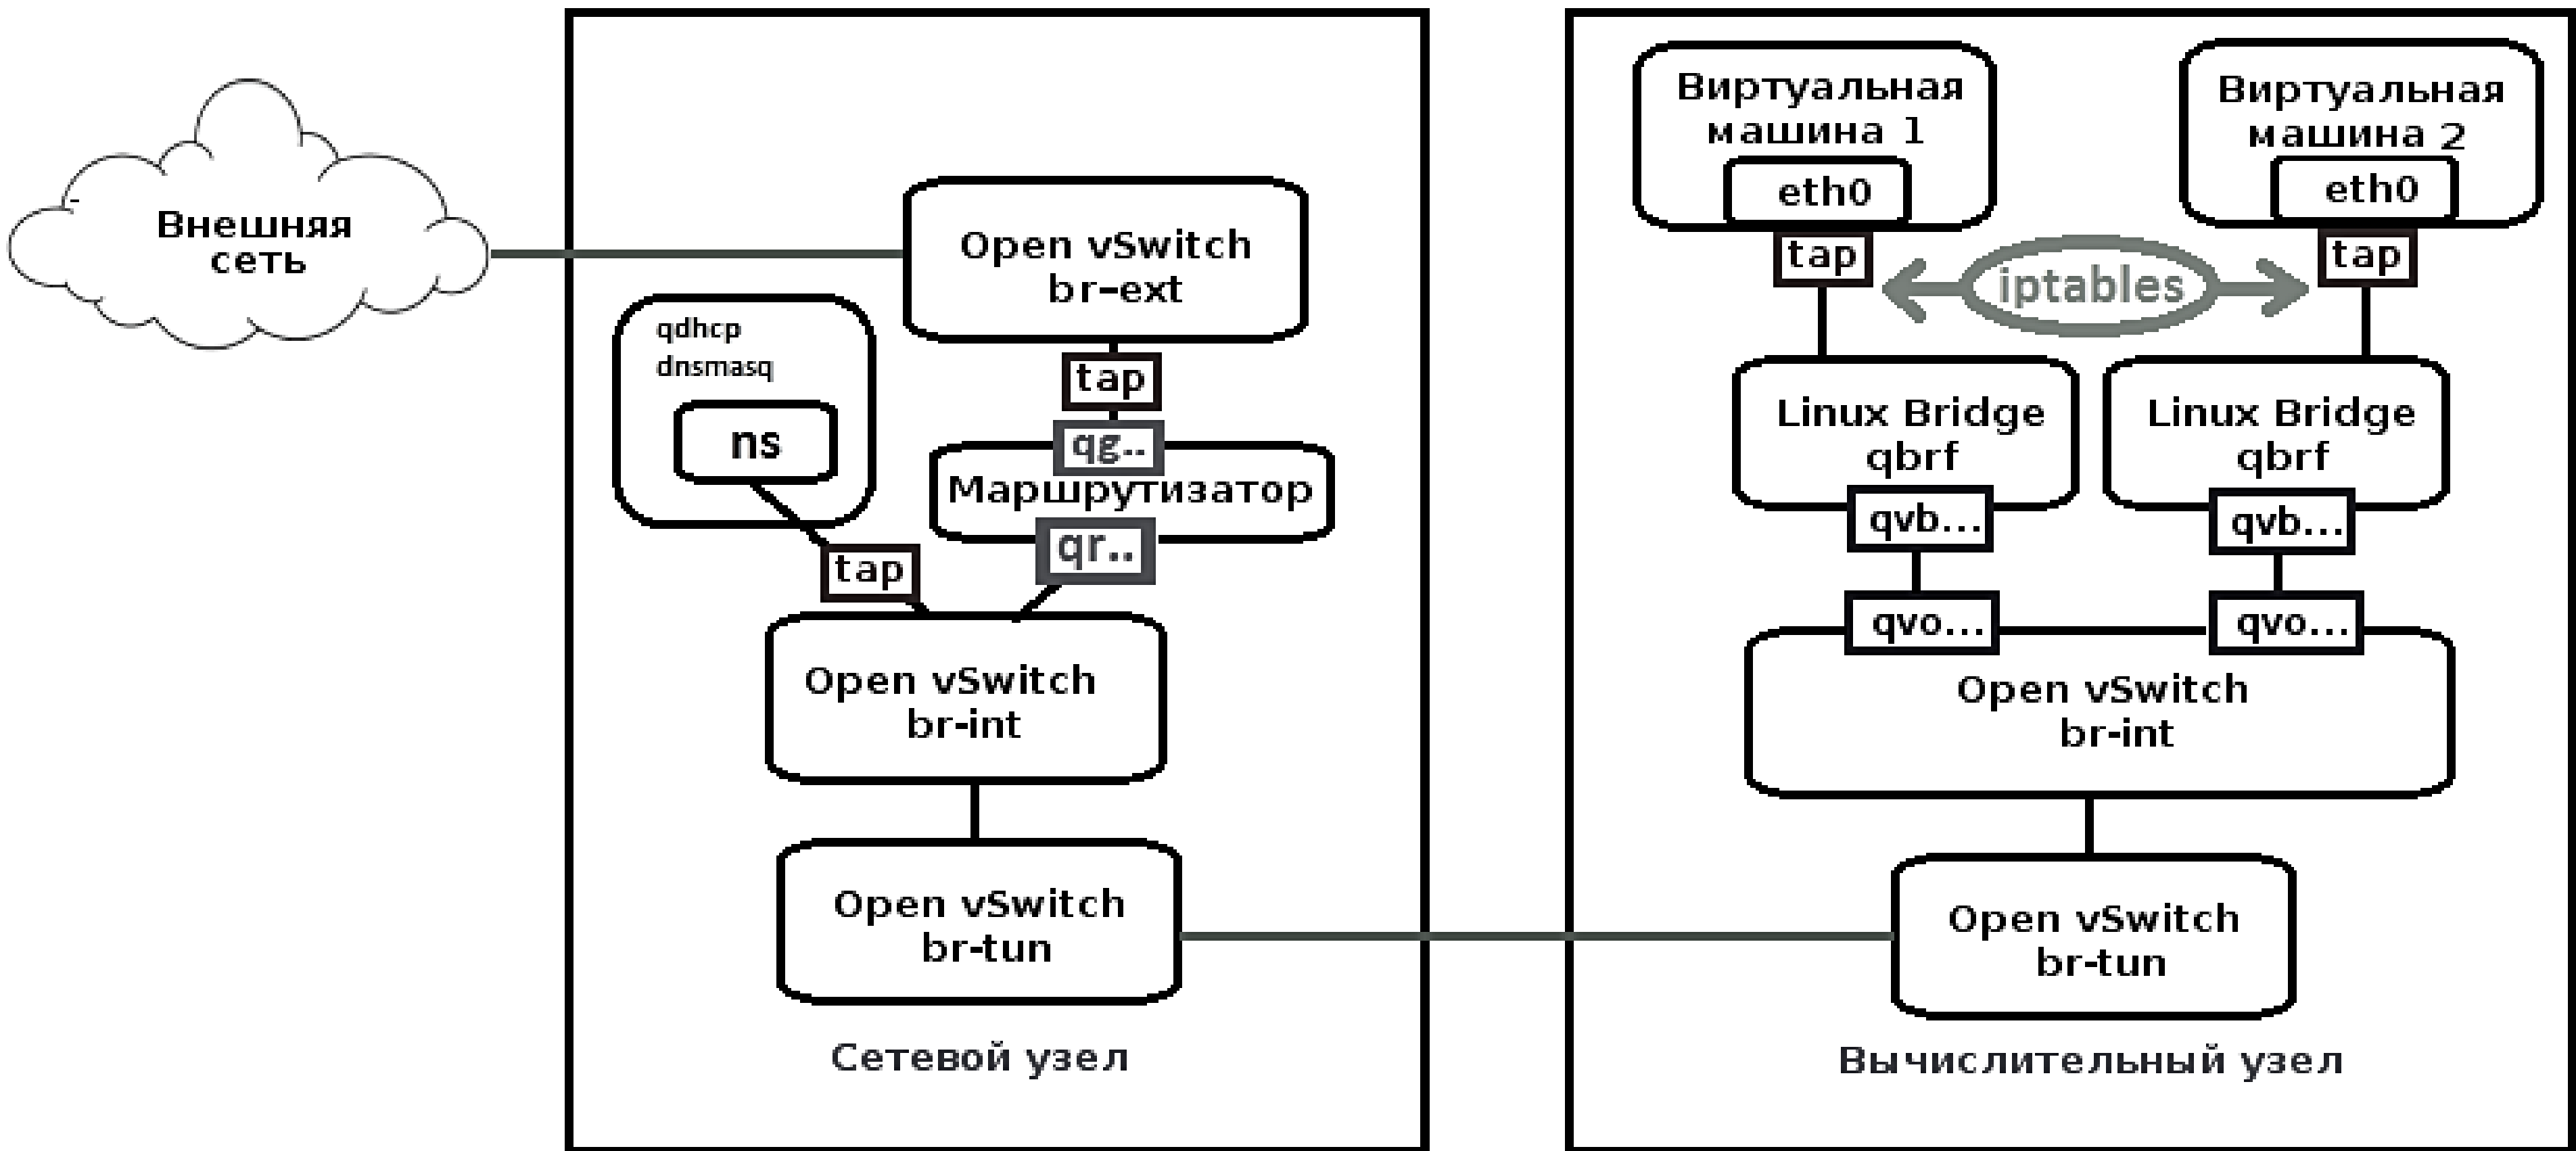 Внешняя
сеть
Open vSwitch
br-ext
qdhcp
dnsmasq
ns
tap
qg..
Маршрутизатор
qr..
tap
Open vSwitch
br-int
Open vSwitch
br-tun
Сетевой узел
Виртуальная
машина 1
eth0
tap
Виртуальная
машина 2
eth0
tap
iptables
Linux Bridge
qbrf
Linux Bridge
qbrf
qvb...
qvb...
qvo...
qvo...
Open vSwitch
br-int
Open vSwitch
br-tun
Вычислительный узел